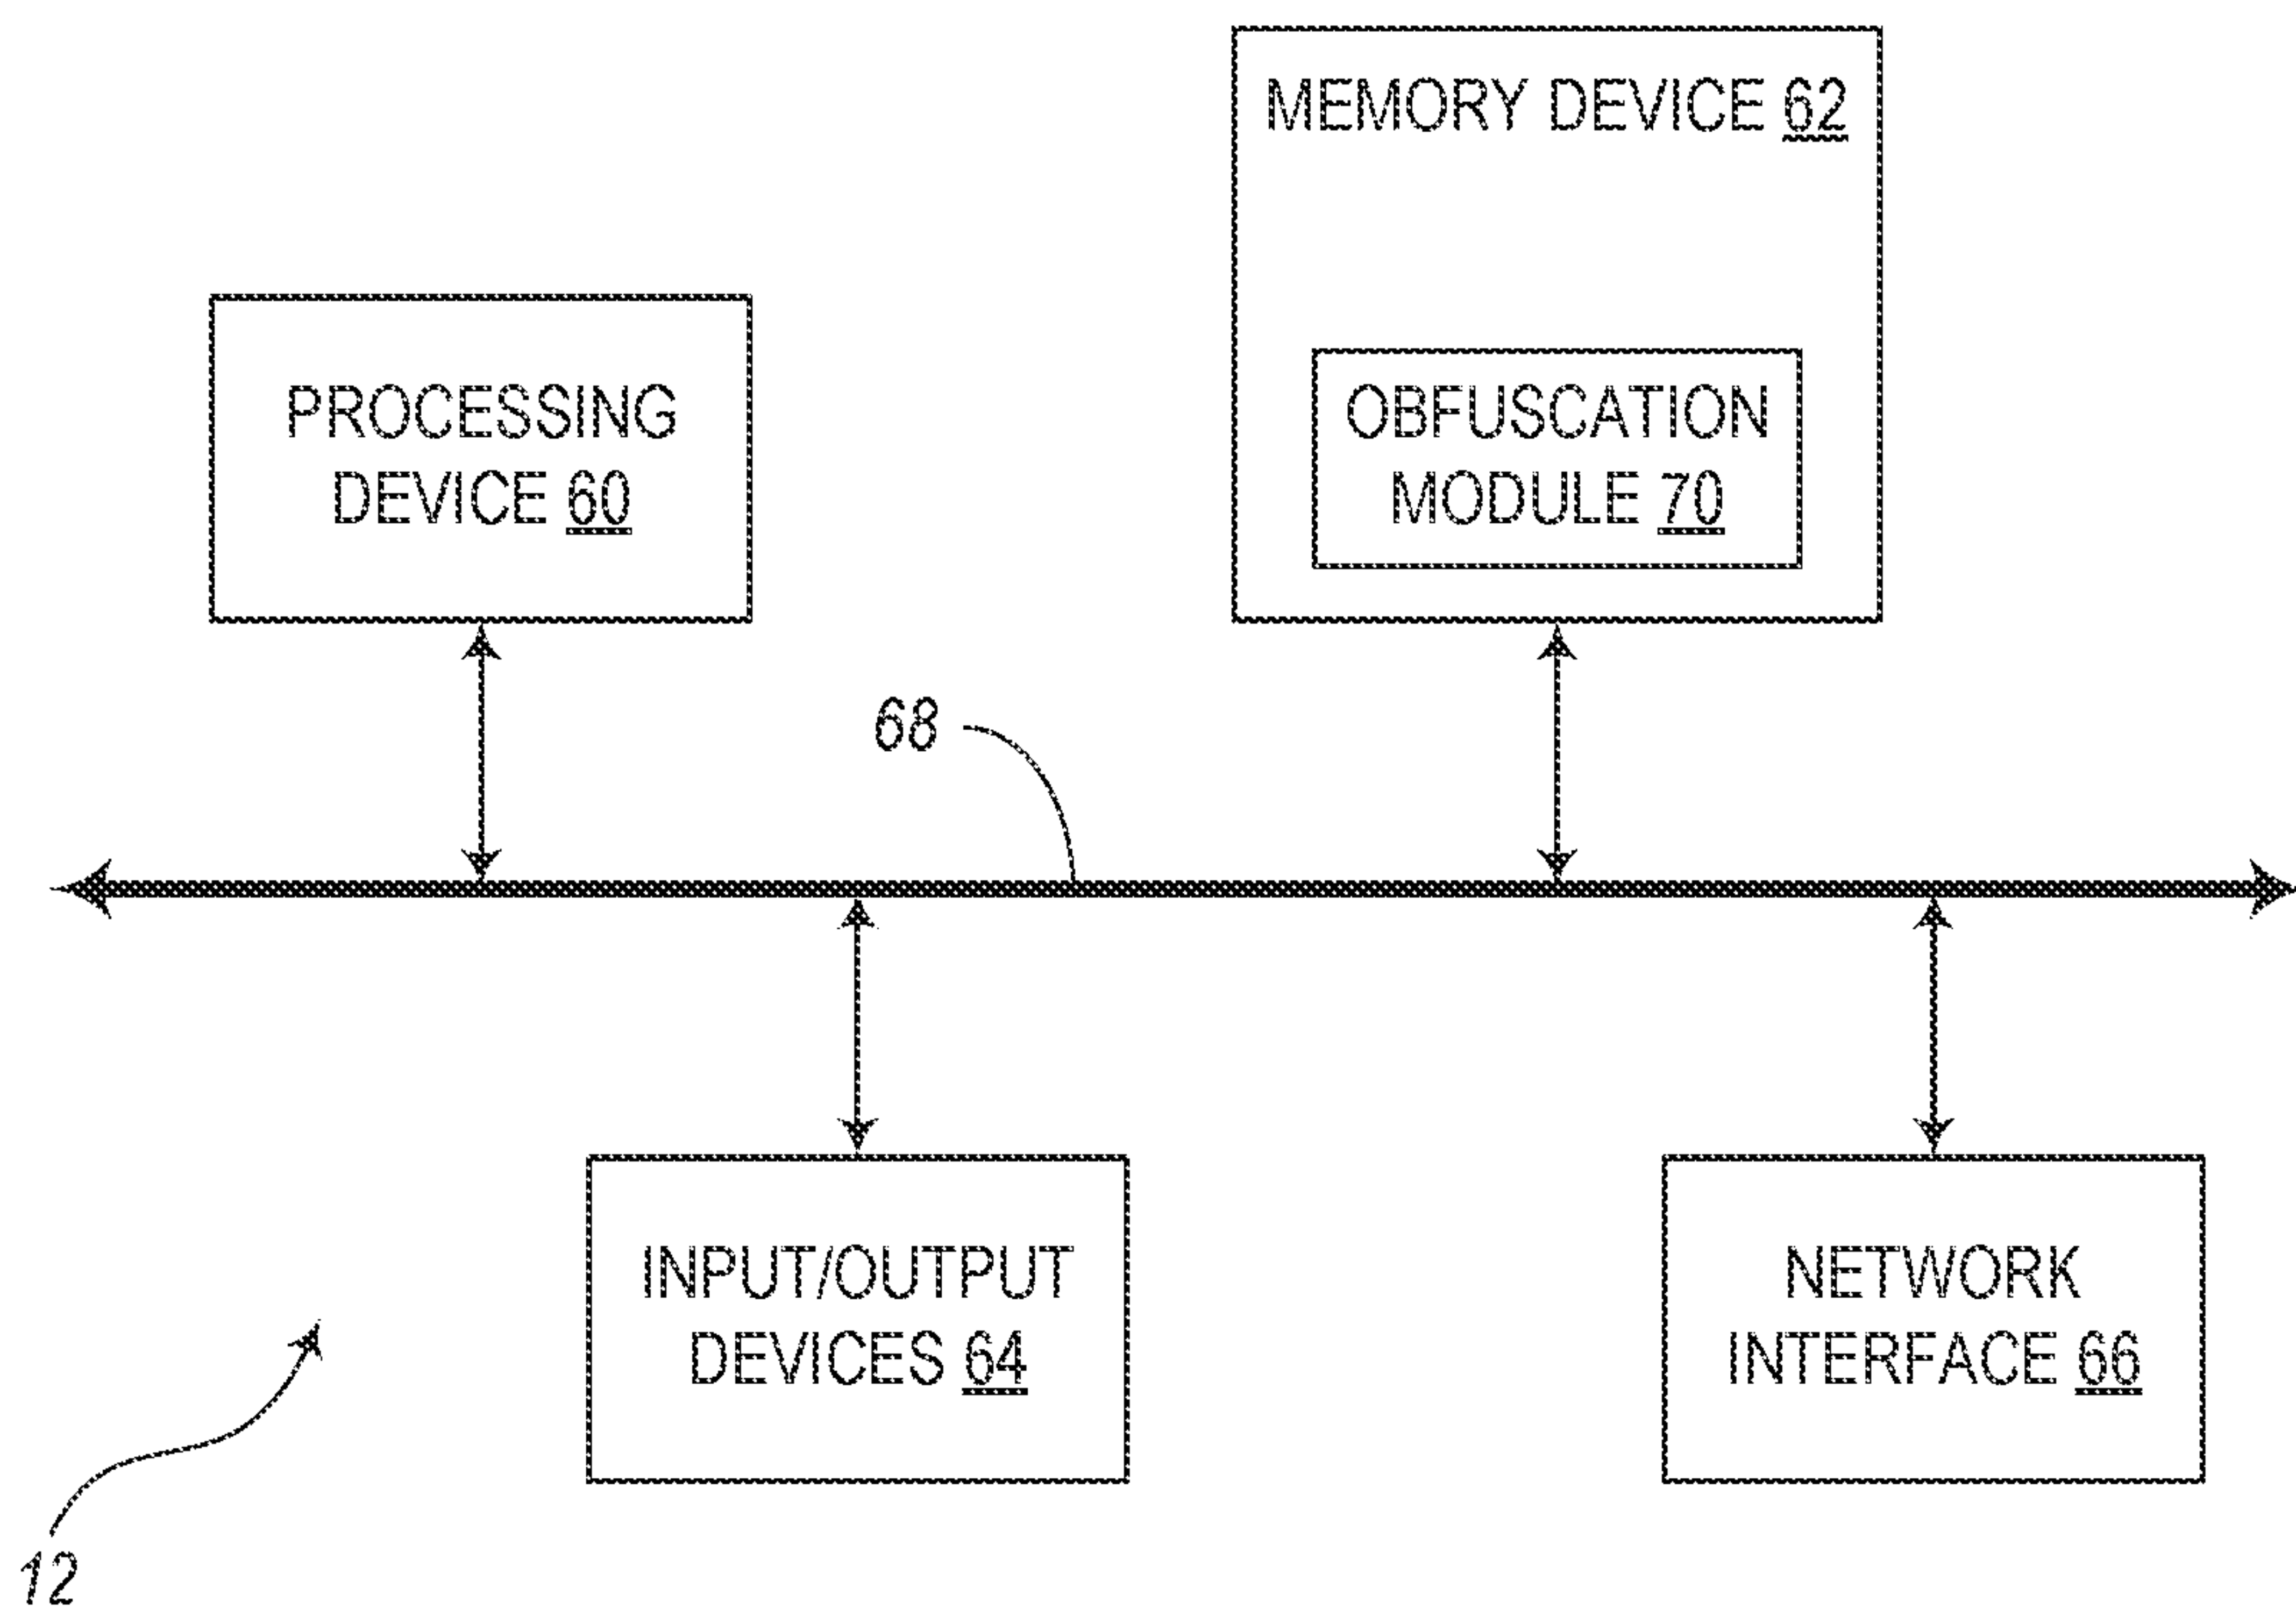 MEMORY DEVICE 62
PROCESSING
DEVICE 60
OBFUSCATION
MODULE 70
68
INPUT/OUTPUT
DEVICES 64
NETWORK
INTERFACE 66
12